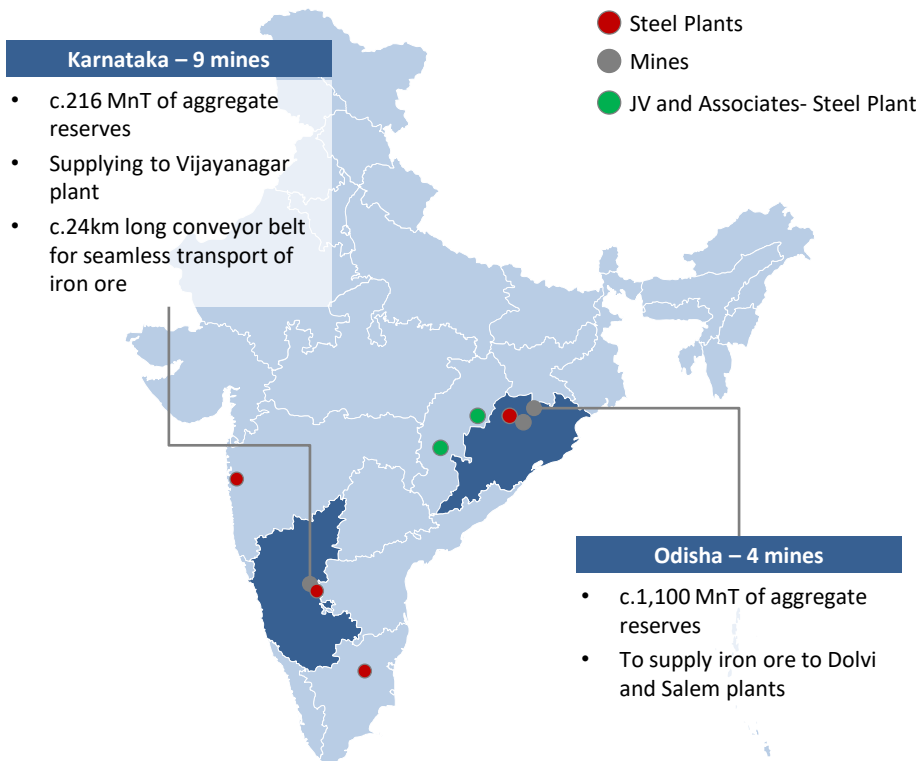 Steel Plants
Mines
JV and Associates- Steel Plant
Karnataka – 9 mines
• c.216 MnT of aggregate
reserves
• Supplying to Vijayanagar
plant
• c.24km long conveyor belt
for seamless transport of
iron ore
Odisha – 4 mines
• c.1,100 MnT of aggregate
reserves
• To supply iron ore to Dolvi
and Salem plants